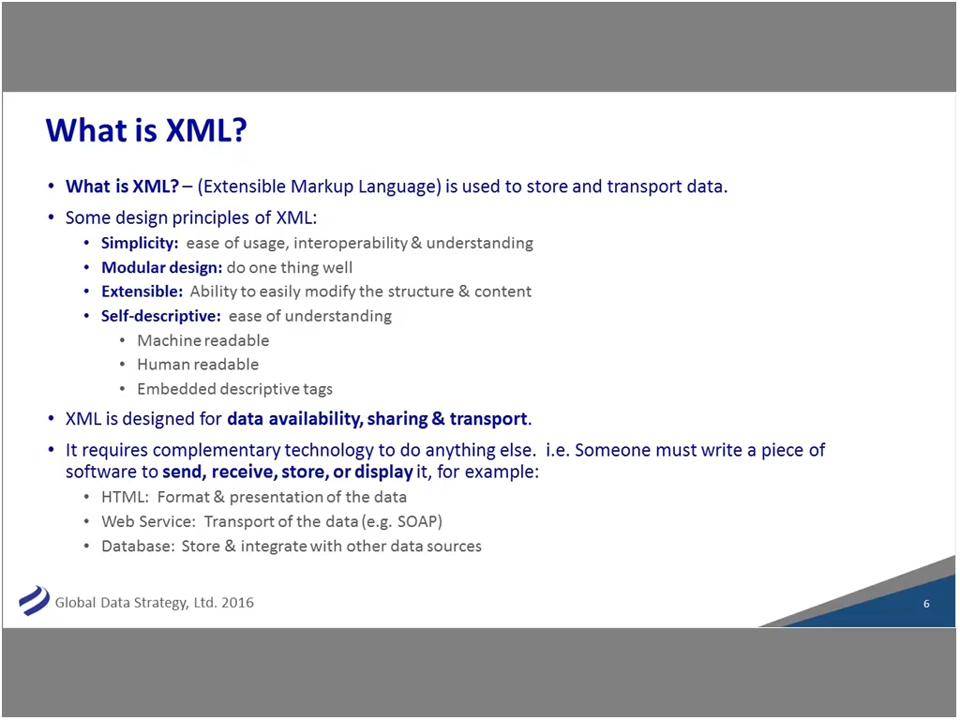 What is XML?
• What is XML? – (Extensible Markup Language) is used to store and transport data.
• Some design principles of XML:
• Simplicity: ease of usage, interoperability & understanding
• Modular design: do one thing well
• Extensible: Ability to easily modify the structure & content
• Self-descriptive: ease of understanding
• Machine readable
• Human readable
• Embedded descriptive tags
• XML is designed for data availability, sharing & transport.
• It requires complementary technology to do anything else. i.e. Someone must write a piece of
software to send, receive, store, or display it, for example:
• HTML: Format & presentation of the data
• Web Service: Transport of the data (e.g. SOAP)
• Database: Store & integrate with other data sources
Global Data Strategy, Ltd. 2016
6